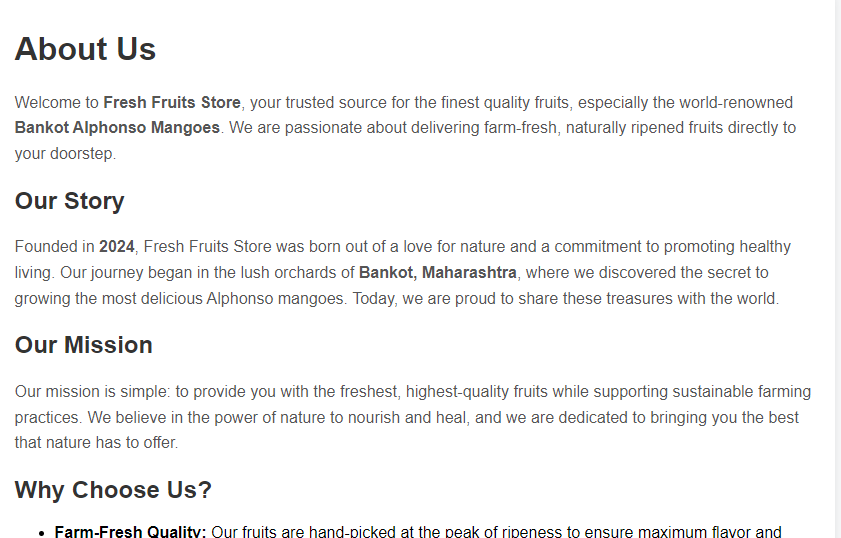 About Us
Welcome to Fresh Fruits Store, your trusted source for the finest quality fruits, especially the world-renowned
Bankot Alphonso Mangoes. We are passionate about delivering farm-fresh, naturally ripened fruits directly to
your doorstep.
Our Story
Founded in 2024, Fresh Fruits Store was born out of a love for nature and a commitment to promoting healthy
living. Our journey began in the lush orchards of Bankot, Maharashtra, where we discovered the secret to
growing the most delicious Alphonso mangoes. Today, we are proud to share these treasures with the world.
Our Mission
Our mission is simple: to provide you with the freshest, highest-quality fruits while supporting sustainable farming
practices. We believe in the power of nature to nourish and heal, and we are dedicated to bringing you the best
that nature has to offer.
Why Choose Us?
• Farm-Fresh Quality: Our fruits are hand-picked at the peak of ripeness to ensure maximum flavor and